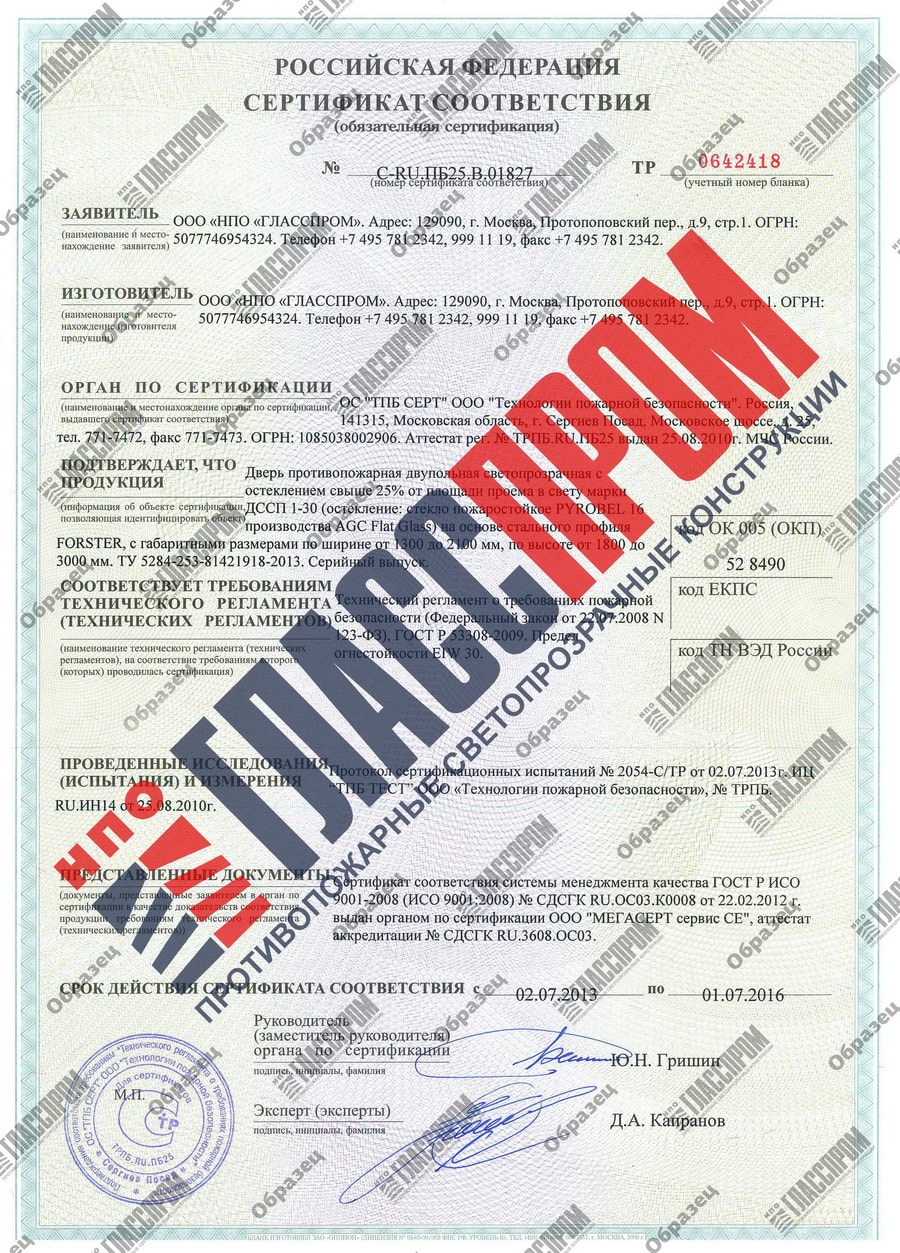 РОССИЙСКАЯ ФЕДЕРАЦИЯ
СЕРТИФИКАТ СООТВЕТСТВИЯ
(обязательная сертификация)
№ C-RU.ПБ25.В.01827
ТР 0642418
(номер сертификата соответствия)
(учетный номер бланка)
ЗАЯВИТЕЛЬ
(наименование и место-
нахождение заявителя)
ООО «НПО «ГЛАССПРОМ». Адрес: 129090, г. Москва, Протопоповский пер., д.9, стр.1. ОГРН:
5077746954324. Телефон +7 495 781 2342, 999 11 19, факс +7 495 781 2342.
ИЗГОТОВИТЕЛЬ
(наименование и место-
нахождение изготовителя
продукции)
ООО «НПО «ГЛАССПРОМ». Адрес: 129090, г. Москва, Протопоповский пер., д.9, стр.1. ОГРН:
5077746954324. Телефон +7 495 781 2342, 999 11 19, факс +7 495 781 2342.
ОРГАН ПО СЕРТИФИКАЦИИ
(наименование и местонахождение органа по сертификации,
выдавшего сертификат соответствия)
ОС "ТПБ СЕРТ" ООО "Технологии пожарной безопасности". Россия,
141315, Московская область, г. Сергиев Посад, Московское шоссе, д. 25,
тел. 771-7472, факс 771-7473. ОГРН: 1085038002906. Аттестат рег. № ТРПБ.RU.ПБ25 выдан 25.08.2010г. МЧС России.
ПОДТВЕРЖДАЕТ, ЧТО
ПРОДУКЦИЯ
(информация об объекте сертификации,
позволяющая идентифицировать объект)
Дверь противопожарная двупольная светопрозрачная с
остеклением свыше 25% от площади проема в свету марки
ДССП 1-30 (остекление: стекло пожаростойкое PYROBEL 16
производства AGC Flat Glass) на основе стального профиля
FORSTER, с габаритными размерами по ширине от 1300 до 2100 мм, по высоте от 1800 до
3000 мм. ТУ 5284-253-81421918-2013. Серийный выпуск.
код ОК 005 (ОКП)
52 8490
код ЕКПС
код ТН ВЭД России
СООТВЕТСТВУЕТ ТРЕБОВАНИЯМ
ТЕХНИЧЕСКОГО РЕГЛАМЕНТА
(ТЕХНИЧЕСКИХ РЕГЛАМЕНТОВ)
(наименование технического регламента (технических
регламентов), на соответствие требованиям которого
(которых) проводилась сертификация)
Технический регламент о требованиях пожарной
безопасности (Федеральный закон от 22.07.2008 N
123-ФЗ), ГОСТ Р 53308-2009. Предел
огнестойкости EIW 30.
ПРОВЕДЕННЫЕ ИССЛЕДОВАНИЯ
(ИСПЫТАНИЯ) И ИЗМЕРЕНИЯ
Протокол сертификационных испытаний № 2054-С/ТР от 02.07.2013г. ИЦ
"ТПБ ТЕСТ" ООО «Технологии пожарной безопасности», № ТРПБ.
RU.ИН14 от 25.08.2010г.
ПРЕДСТАВЛЕННЫЕ ДОКУМЕНТЫ
(документы, представленные заявителем в орган по
сертификации в качестве доказательств соответствия
продукции требованиям технического регламента
(технических регламентов))
Сертификат соответствия системы менеджмента качества ГОСТ Р ИСО
9001-2008 (ИСО 9001:2008) № СДСГК RU.ОС03.К0008 от 22.02.2012 г.
выдан органом по сертификации ООО "МЕГАСЕРТ сервис СЕ", аттестат
аккредитации № СДСГК RU.3608.ОС03.
СРОК ДЕЙСТВИЯ СЕРТИФИКАТА СООТВЕТСТВИЯ с 02.07.2013 по 01.07.2016
Руководитель
(заместитель руководителя)
органа по сертификации
подпись, инициалы, фамилия
Ю.Н. Гришин
М.П.
Эксперт (эксперты)
подпись, инициалы, фамилия
Д.А. Капранов
НПО ГЛАССПРОМ
ПРОТИВОПОЖАРНЫЕ СВЕТОПРОЗРАЧНЫЕ КОНСТРУКЦИИ
Образец
НПО ГЛАССПРОМ
Для сертификатов
СТР
ТРПБ.RU.ПБ25
Сергиев Посад